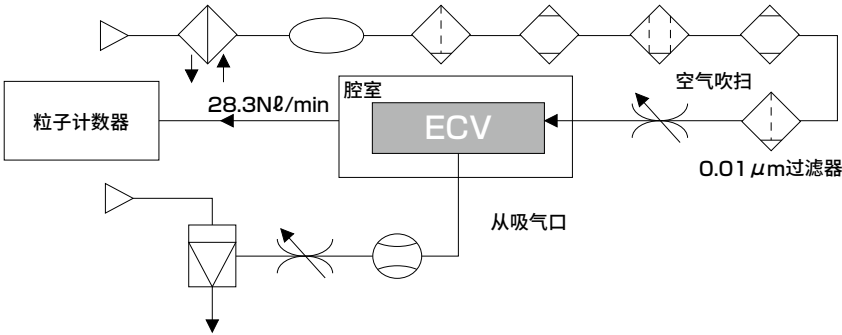 空气吹扫
腔室
28.3Nℓ/min
粒子计数器
ECV
0.01μm过滤器
从吸气口